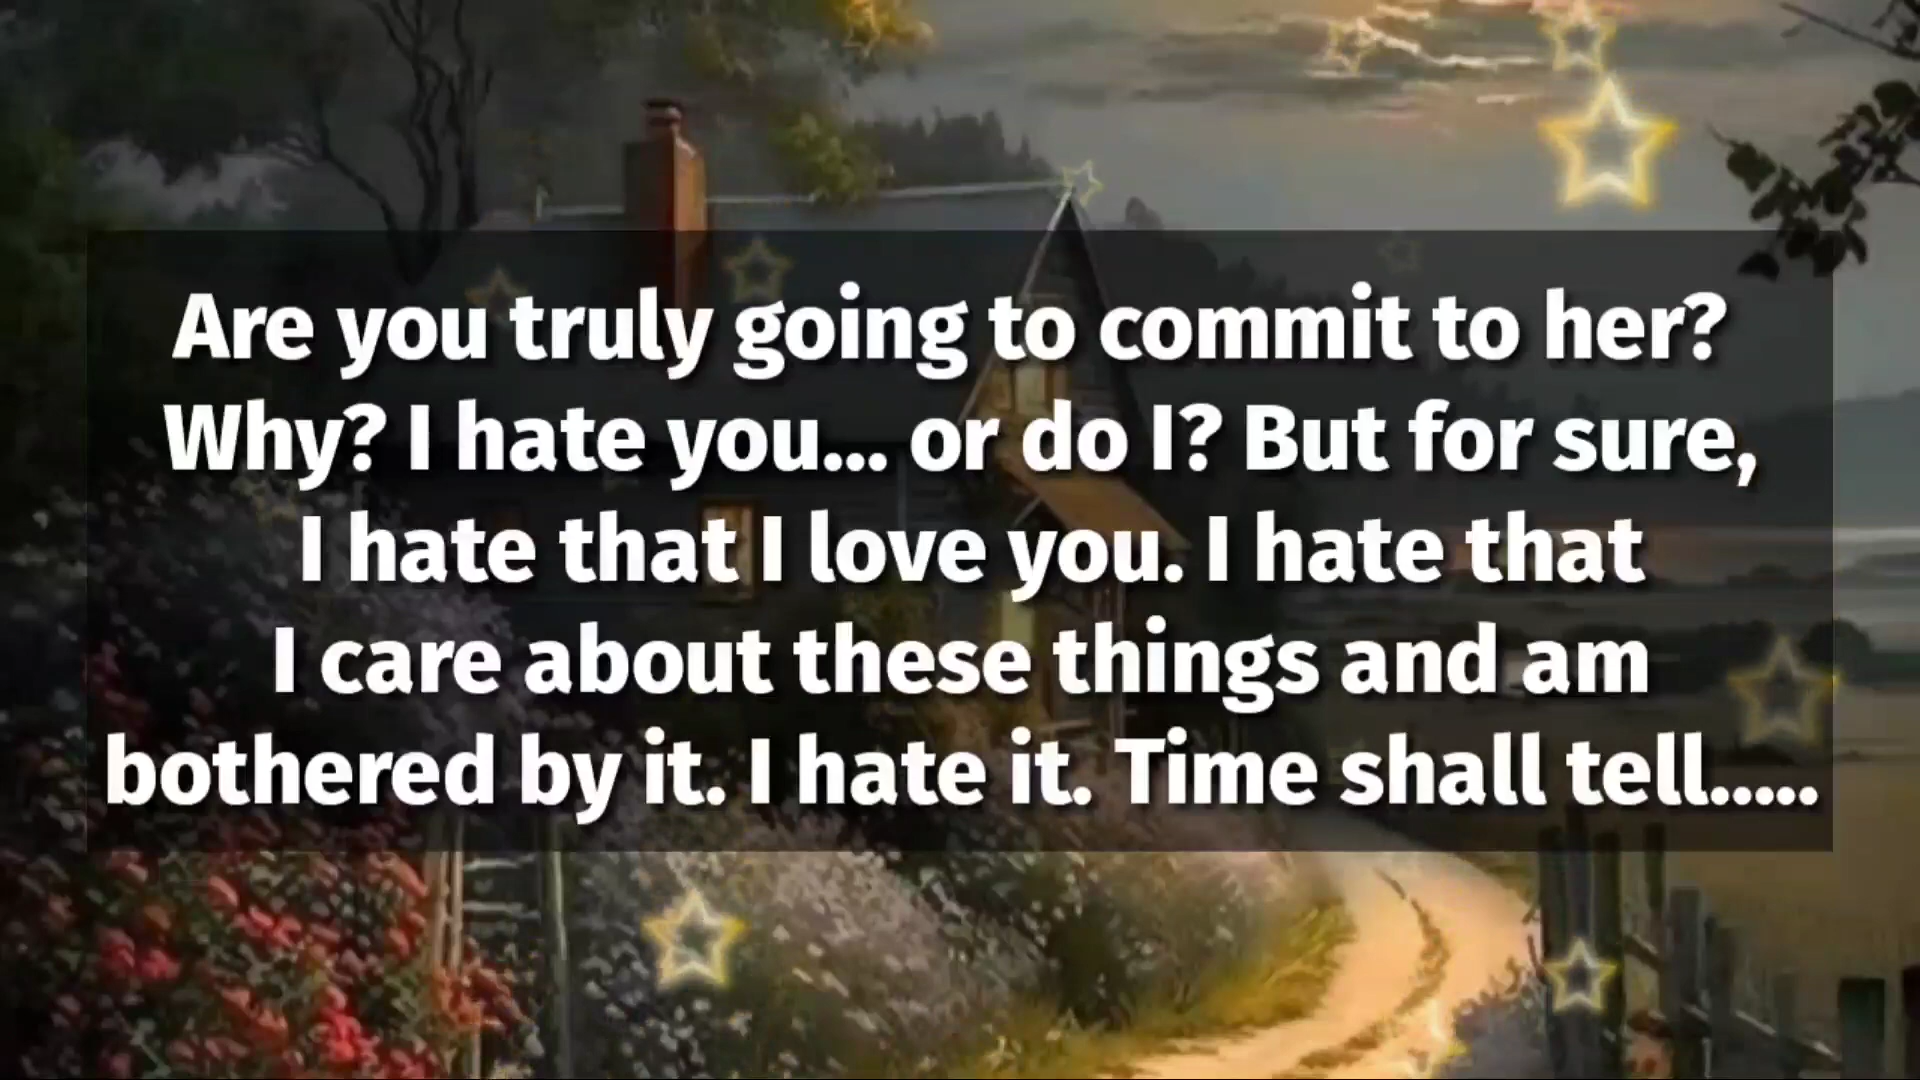 Are you truly going to commit to her?
Why? I hate you... or do I? But for sure,
I hate that I love you. I hate that
I care about these things and am
bothered by it. I hate it. Time shall tell.....